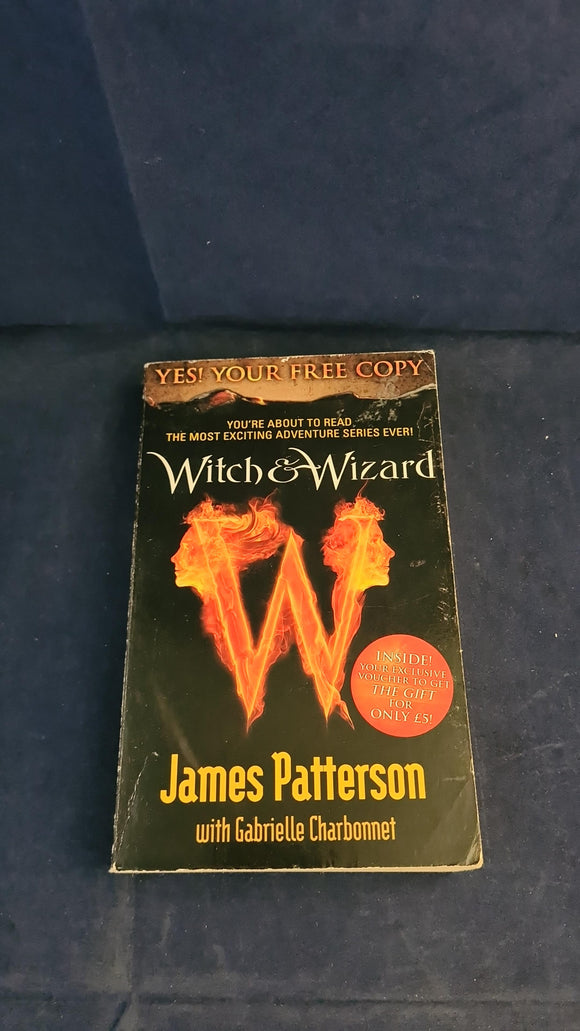 YES! YOUR FREE COPY
YOU'RE ABOUT TO READ
THE MOST EXCITING ADVENTURE SERIES EVER!
Witch & Wizard
W
INSIDE!
YOUR EXCLUSIVE
VOUCHER TO GET
THE GIFT
FOR
ONLY £5!
James Patterson
with Gabrielle Charbonnet